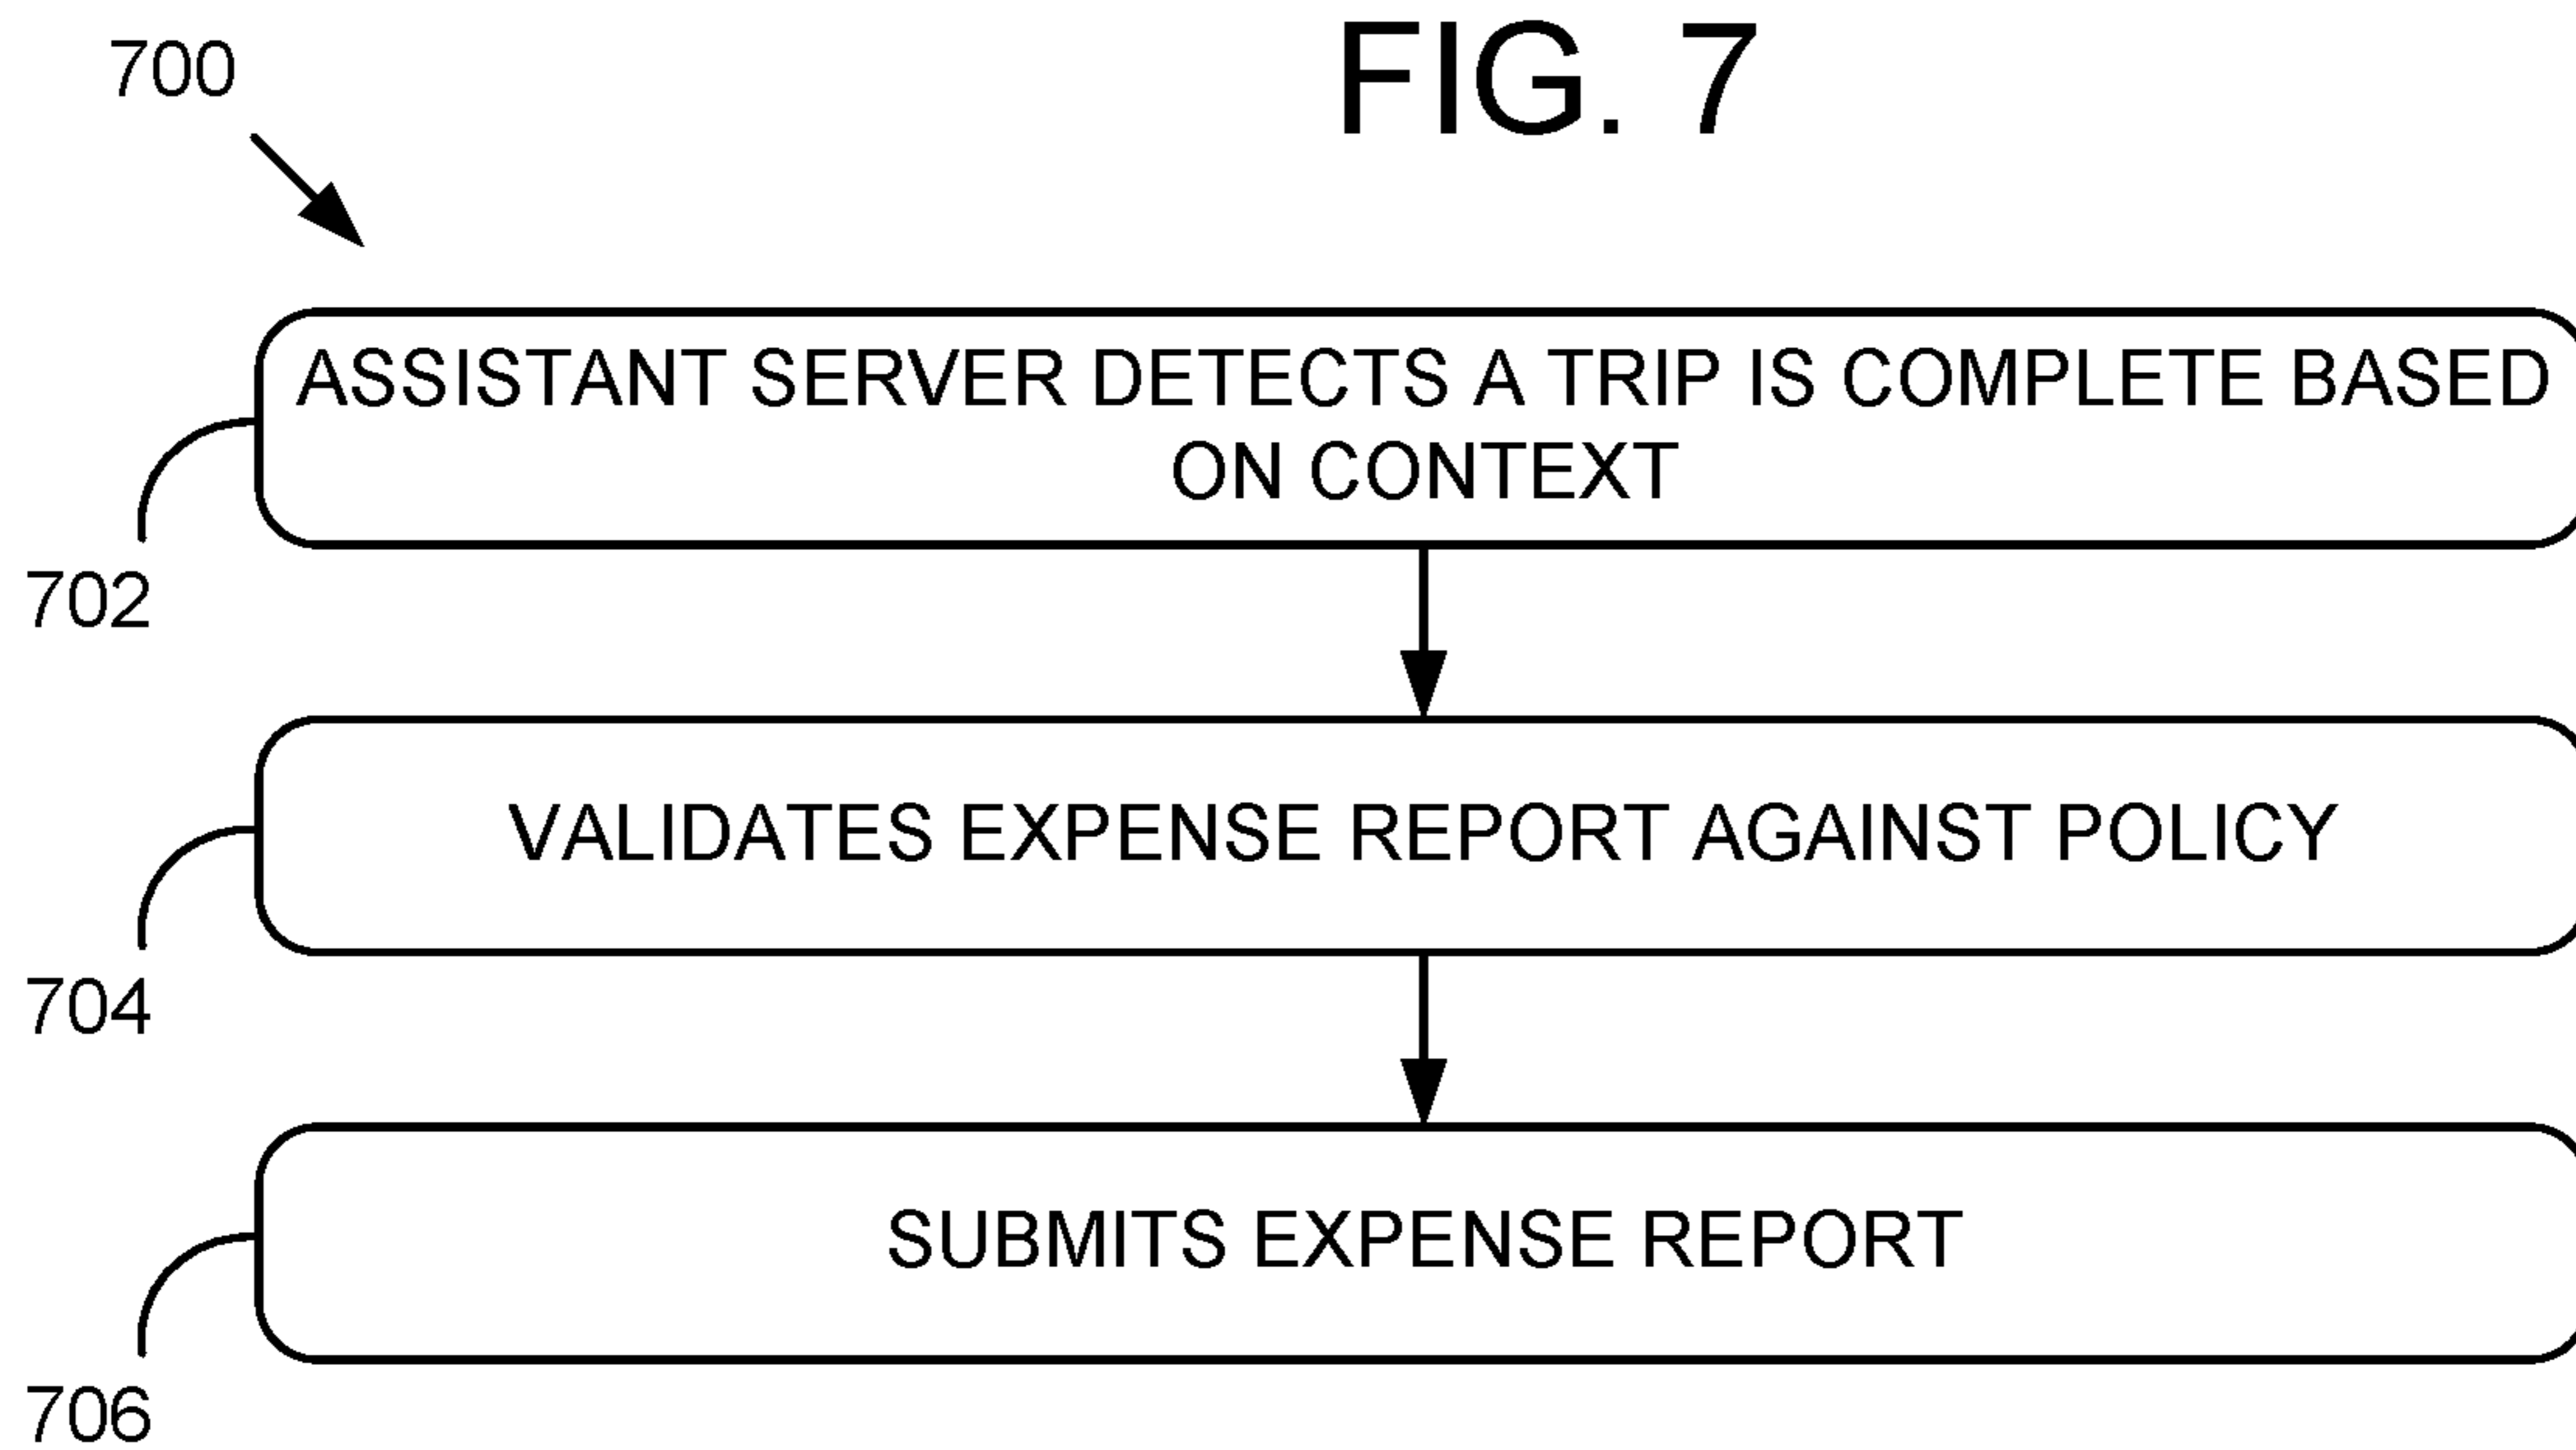 FIG. 7
700
ASSISTANT SERVER DETECTS A TRIP IS COMPLETE BASED
ON CONTEXT
702
VALIDATES EXPENSE REPORT AGAINST POLICY
704
SUBMITS EXPENSE REPORT
706